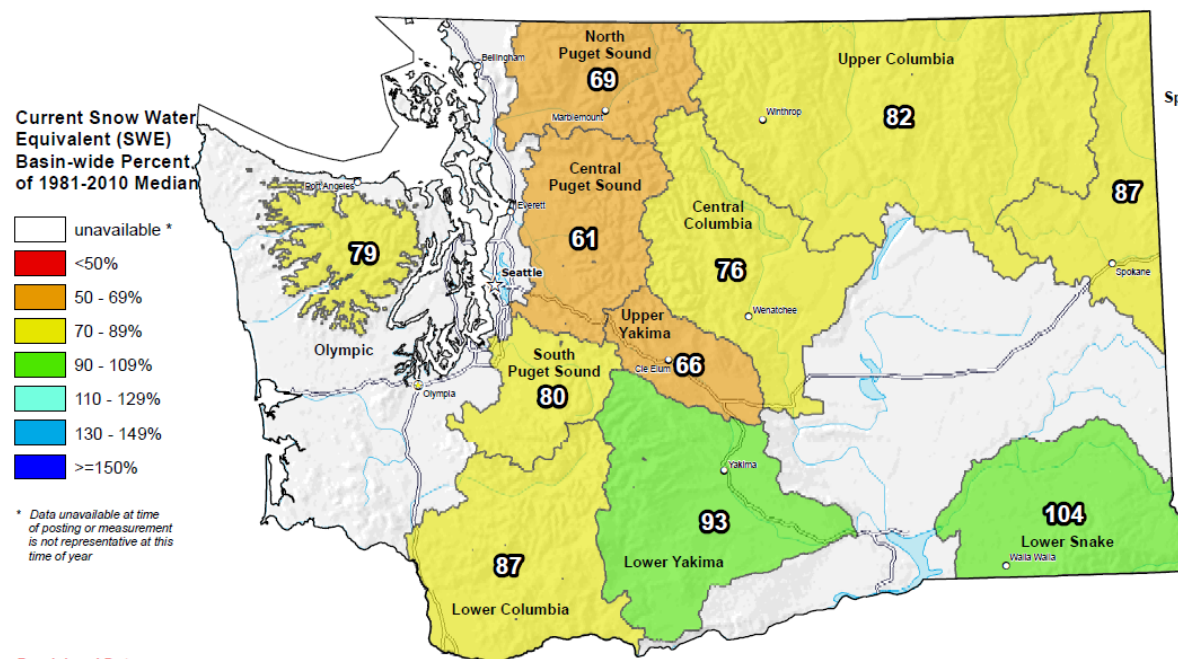 Current Snow Water
Equivalent (SWE)
Basin-wide Percent
of 1981-2010 Median
unavailable *
<50%
50 - 69%
70 - 89%
90 - 109%
110 - 129%
130 - 149%
>=150%
* Data unavailable at time
of posting or measurement
is not representative at this
time of year
North
Puget Sound
69
Bellingham
Marblemount
Upper Columbia
82
Winthrop
Sp
87
Spokane
Central
Puget Sound
61
Everett
Seattle
Central
Columbia
76
Wenatchee
Port Angeles
79
Olympic
Olympia
Upper
Yakima
66
Cle Elum
South
Puget Sound
80
Yakima
93
Lower Yakima
87
Lower Columbia
104
Lower Snake
Walla Walla